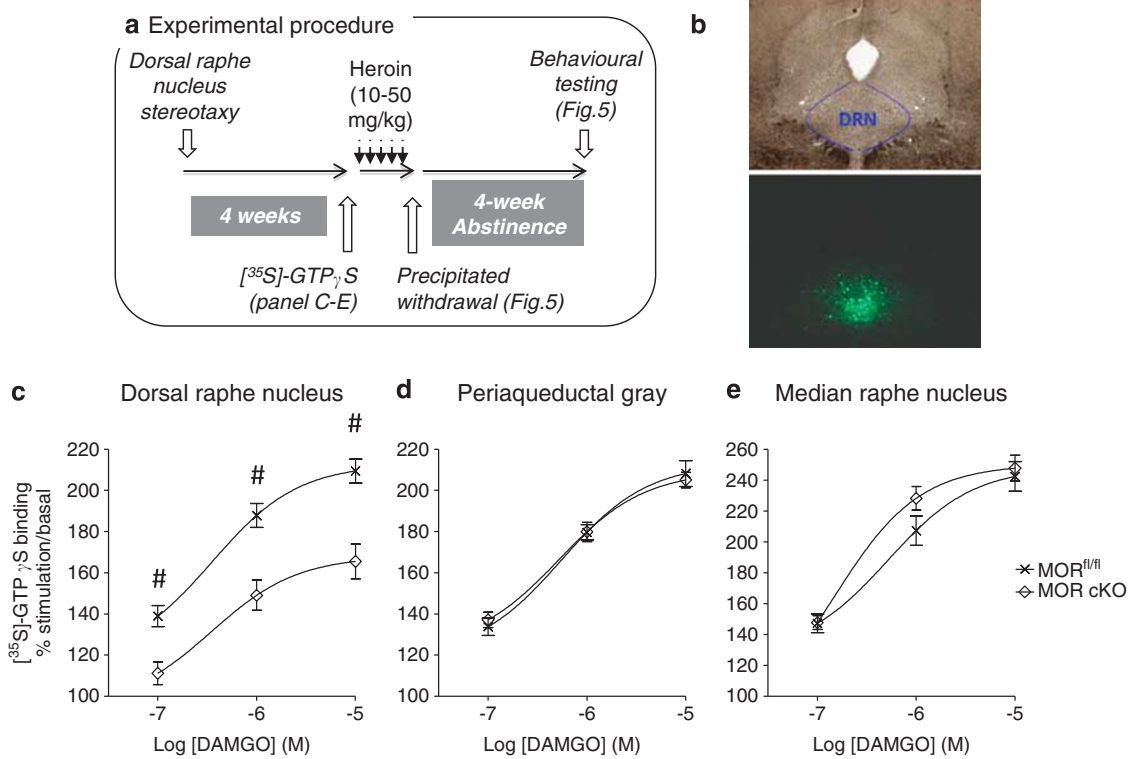 a Experimental procedure
Dorsal raphe
nucleus
stereotaxy
Heroin
(10-50
mg/kg)
Behavioural
testing
(Fig.5)
4 weeks
4-week
Abstinence
[³⁵S]-GTPγS
(panel C-E)
Precipitated
withdrawal (Fig.5)
b
DRN
c Dorsal raphe nucleus
[³⁵S]-GTP γS binding
% stimulation/basal
220
200
180
160
140
120
100
# # #
-7 -6 -5
Log [DAMGO] (M)
d Periaqueductal gray
220
200
180
160
140
120
100
-7 -6 -5
Log [DAMGO] (M)
e Median raphe nucleus
260
240
220
200
180
160
140
120
100
-7 -6 -5
Log [DAMGO] (M)
MORfl/fl
MOR cKO